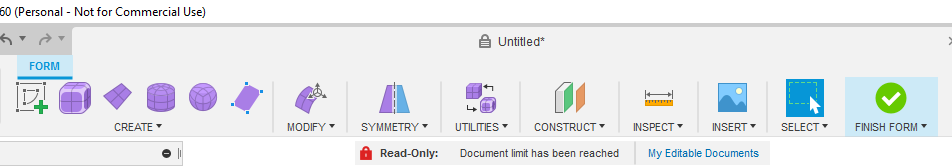 60 (Personal - Not for Commercial Use)
Untitled*
FORM
CREATE MODIFY SYMMETRY UTILITIES CONSTRUCT INSPECT INSERT SELECT FINISH FORM
Read-Only: Document limit has been reached My Editable Documents